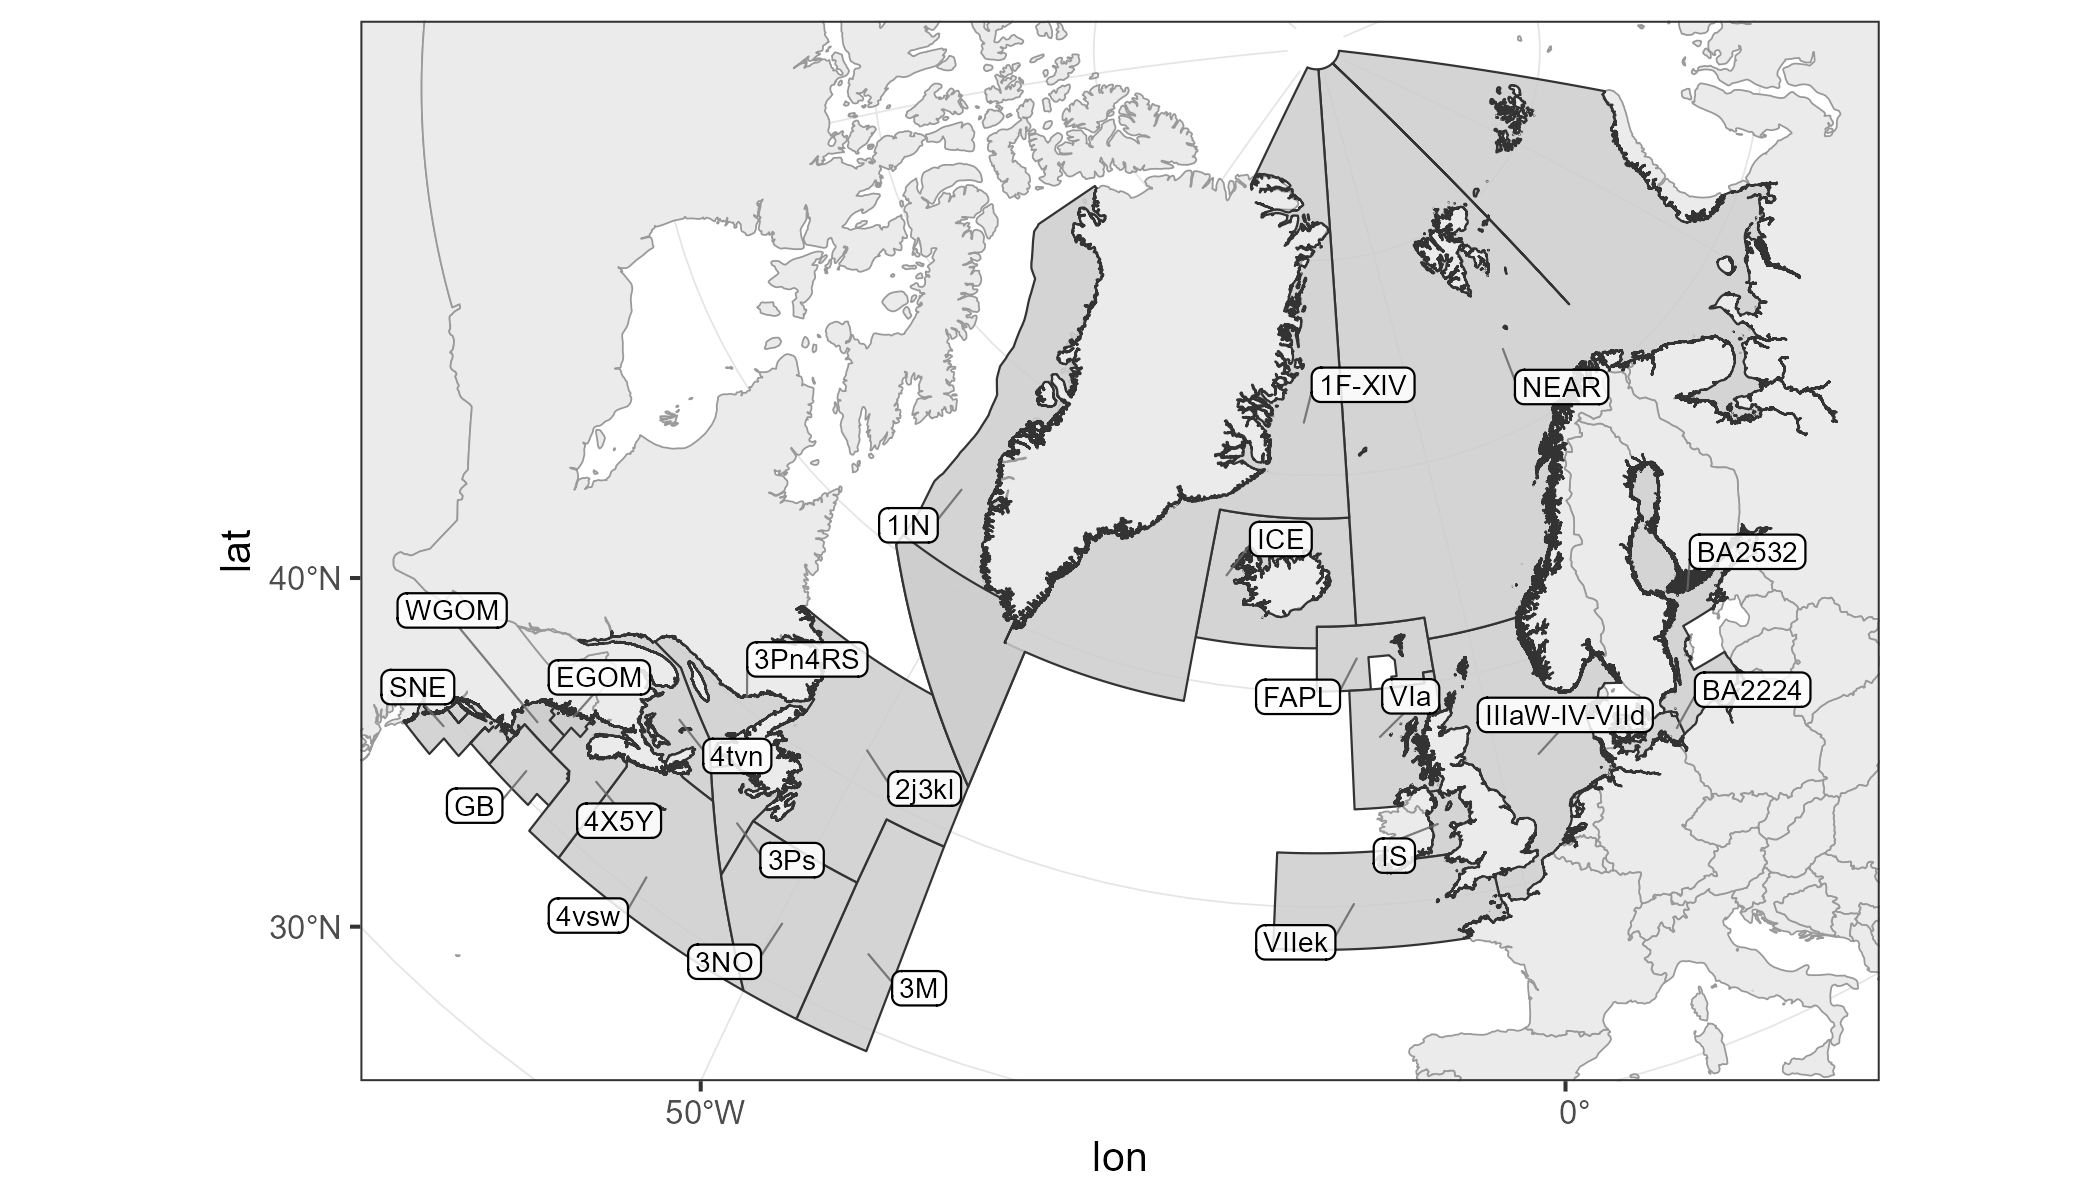 1F-XIV
NEAR
1IN
ICE
BA2532
lat
40°N
WGOM
3Pn4RS
EGOM
SNE
FAPL
VIa
BA2224
IIIaW-IV-VIId
4tvn
2j3kl
GB
4X5Y
3Ps
IS
4vsw
30°N
VIIek
3NO
3M
50°W
0°
lon